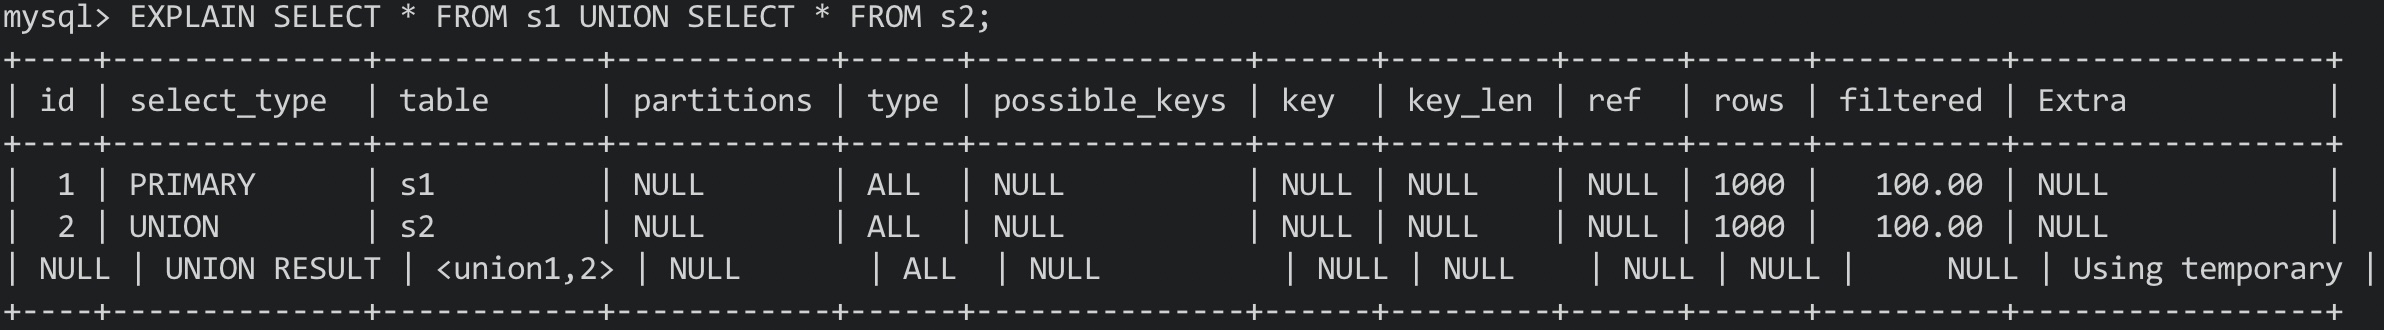 mysql> EXPLAIN SELECT * FROM s1 UNION SELECT * FROM s2;
+----+--------------+------------+------------+------+---------------+------+---------+------+------+----------+-----------------+
| id | select_type  | table      | partitions | type | possible_keys | key  | key_len | ref  | rows | filtered | Extra           |
+----+--------------+------------+------------+------+---------------+------+---------+------+------+----------+-----------------+
|  1 | PRIMARY      | s1         | NULL       | ALL  | NULL          | NULL | NULL    | NULL | 1000 |   100.00 | NULL            |
|  2 | UNION        | s2         | NULL       | ALL  | NULL          | NULL | NULL    | NULL | 1000 |   100.00 | NULL            |
| NULL | UNION RESULT | <union1,2> | NULL       | ALL  | NULL          | NULL | NULL    | NULL | NULL |     NULL | Using temporary |
+----+--------------+------------+------------+------+---------------+------+---------+------+------+----------+-----------------+